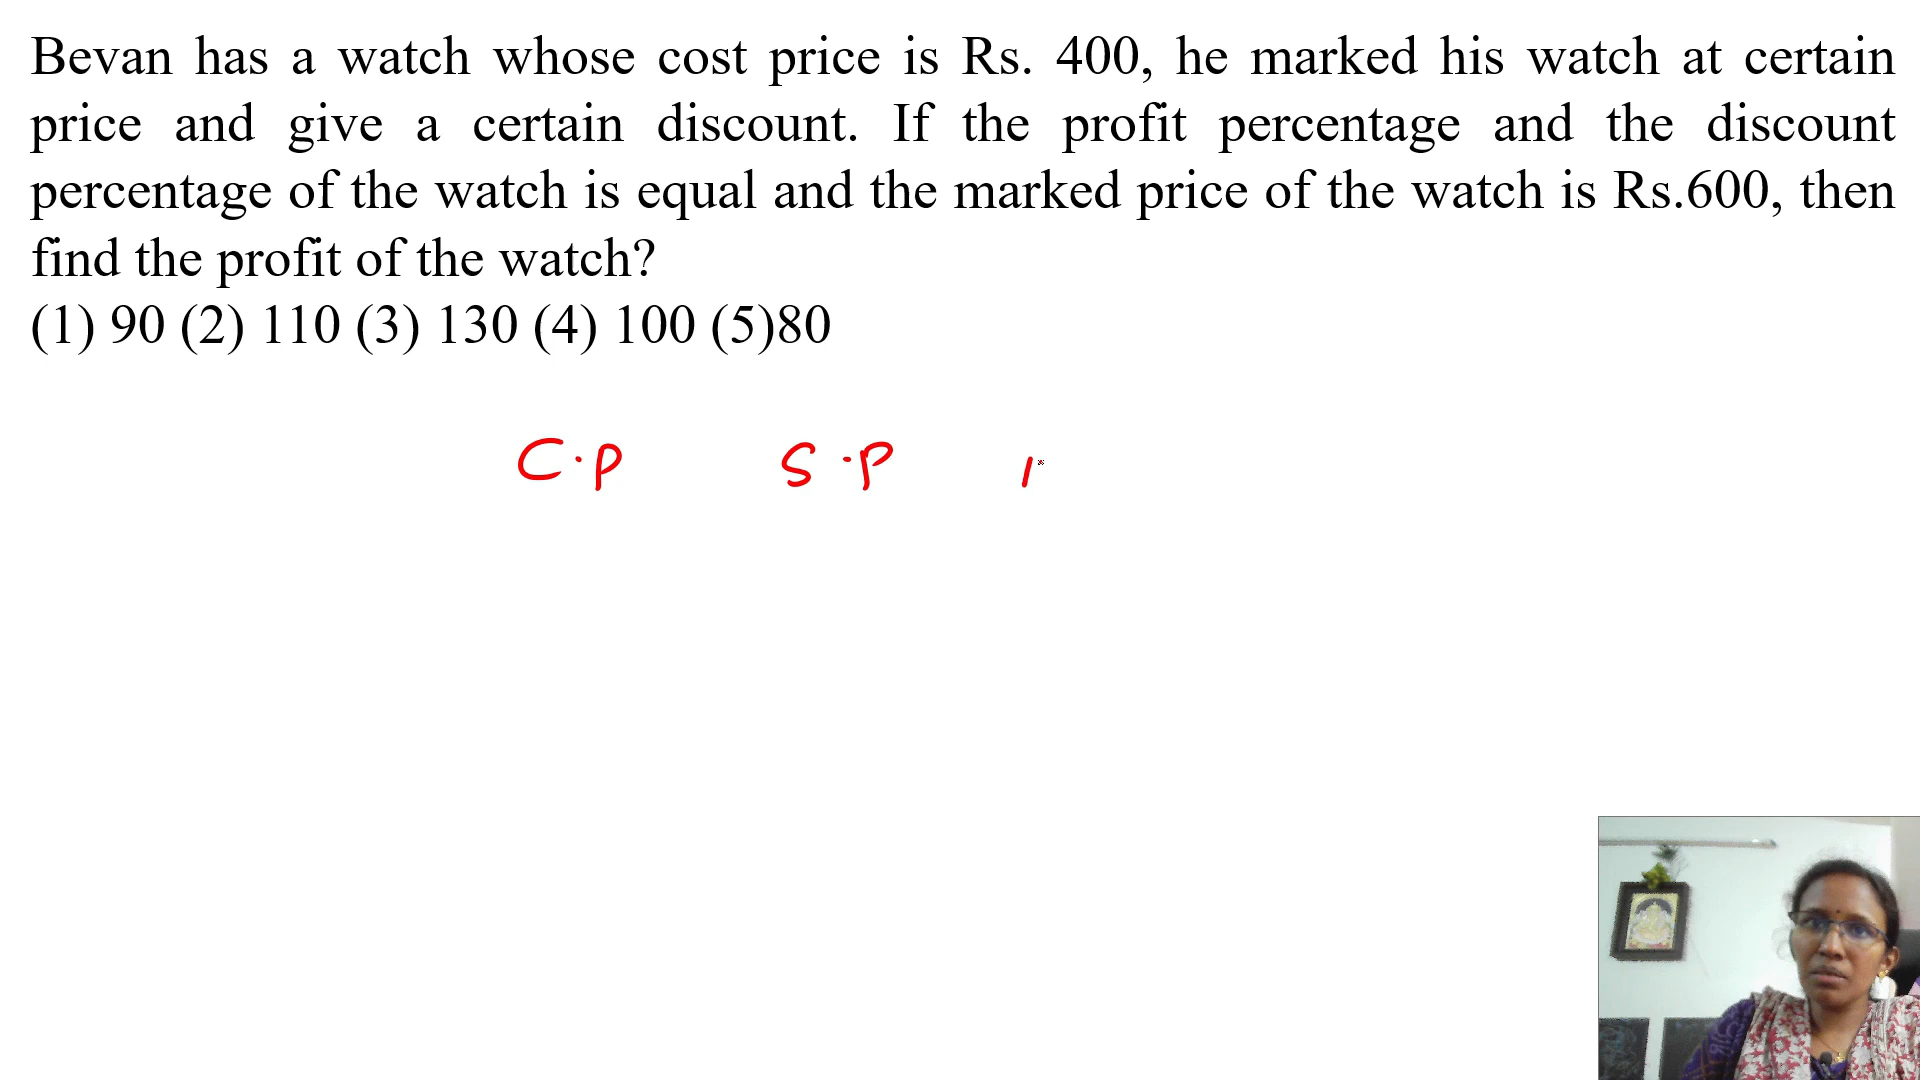 Bevan has a watch whose cost price is Rs. 400, he marked his watch at certain
price and give a certain discount. If the profit percentage and the discount
percentage of the watch is equal and the marked price of the watch is Rs.600, then
find the profit of the watch?
(1) 90 (2) 110 (3) 130 (4) 100 (5)80
C.P S.P